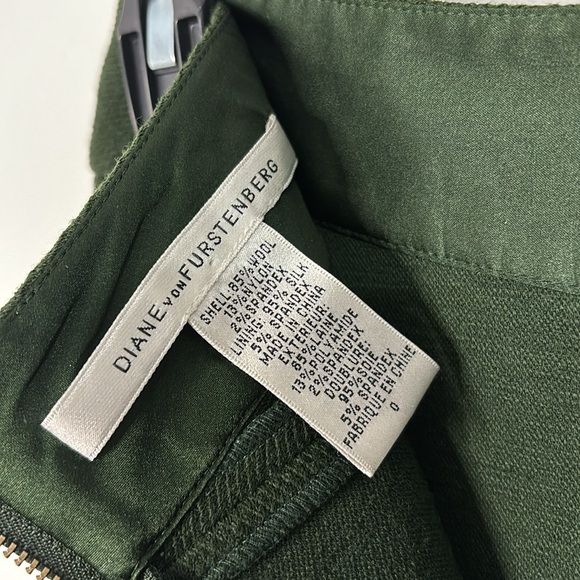 DIANE VON FURSTENBERG
SHELL: 85% WOOL
13% NYLON
2% SPANDEX
LINING: 95% SILK
5% SPANDEX
MADE IN CHINA
EXTERIEUR:
85% LAINE
13% POLYAMIDE
2% SPANDEX
DOUBLURE:
95% SOIE
5% SPANDEX
FABRIQUE EN CHINE
0